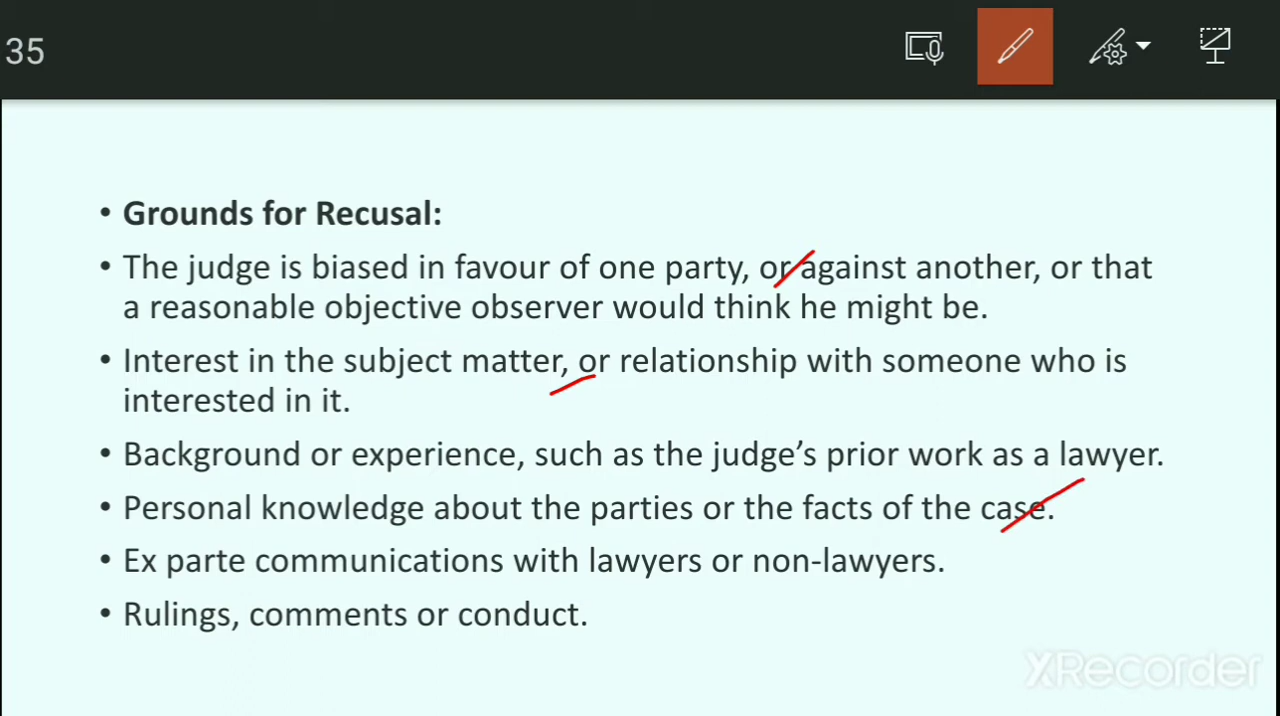 35
• Grounds for Recusal:
• The judge is biased in favour of one party, or against another, or that
a reasonable objective observer would think he might be.
• Interest in the subject matter, or relationship with someone who is
interested in it.
• Background or experience, such as the judge’s prior work as a lawyer.
• Personal knowledge about the parties or the facts of the case.
• Ex parte communications with lawyers or non-lawyers.
• Rulings, comments or conduct.
XRecorder